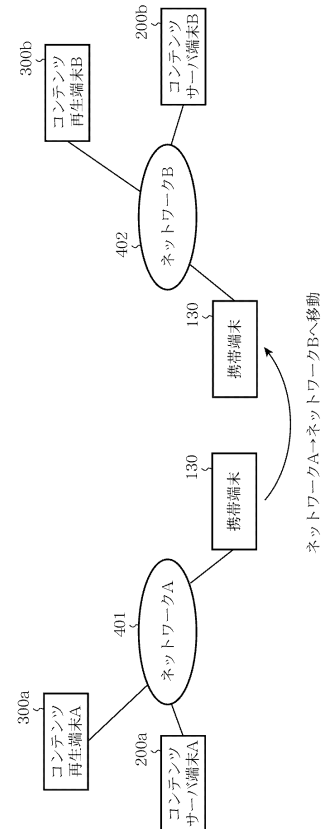 300a
コンテンツ
再生端末A
200a
コンテンツ
サーバ端末A
401
ネットワークA
130
携帯端末
130
携帯端末
402
ネットワークB
300b
コンテンツ
再生端末B
200b
コンテンツ
サーバ端末B
ネットワークA→ネットワークBへ移動